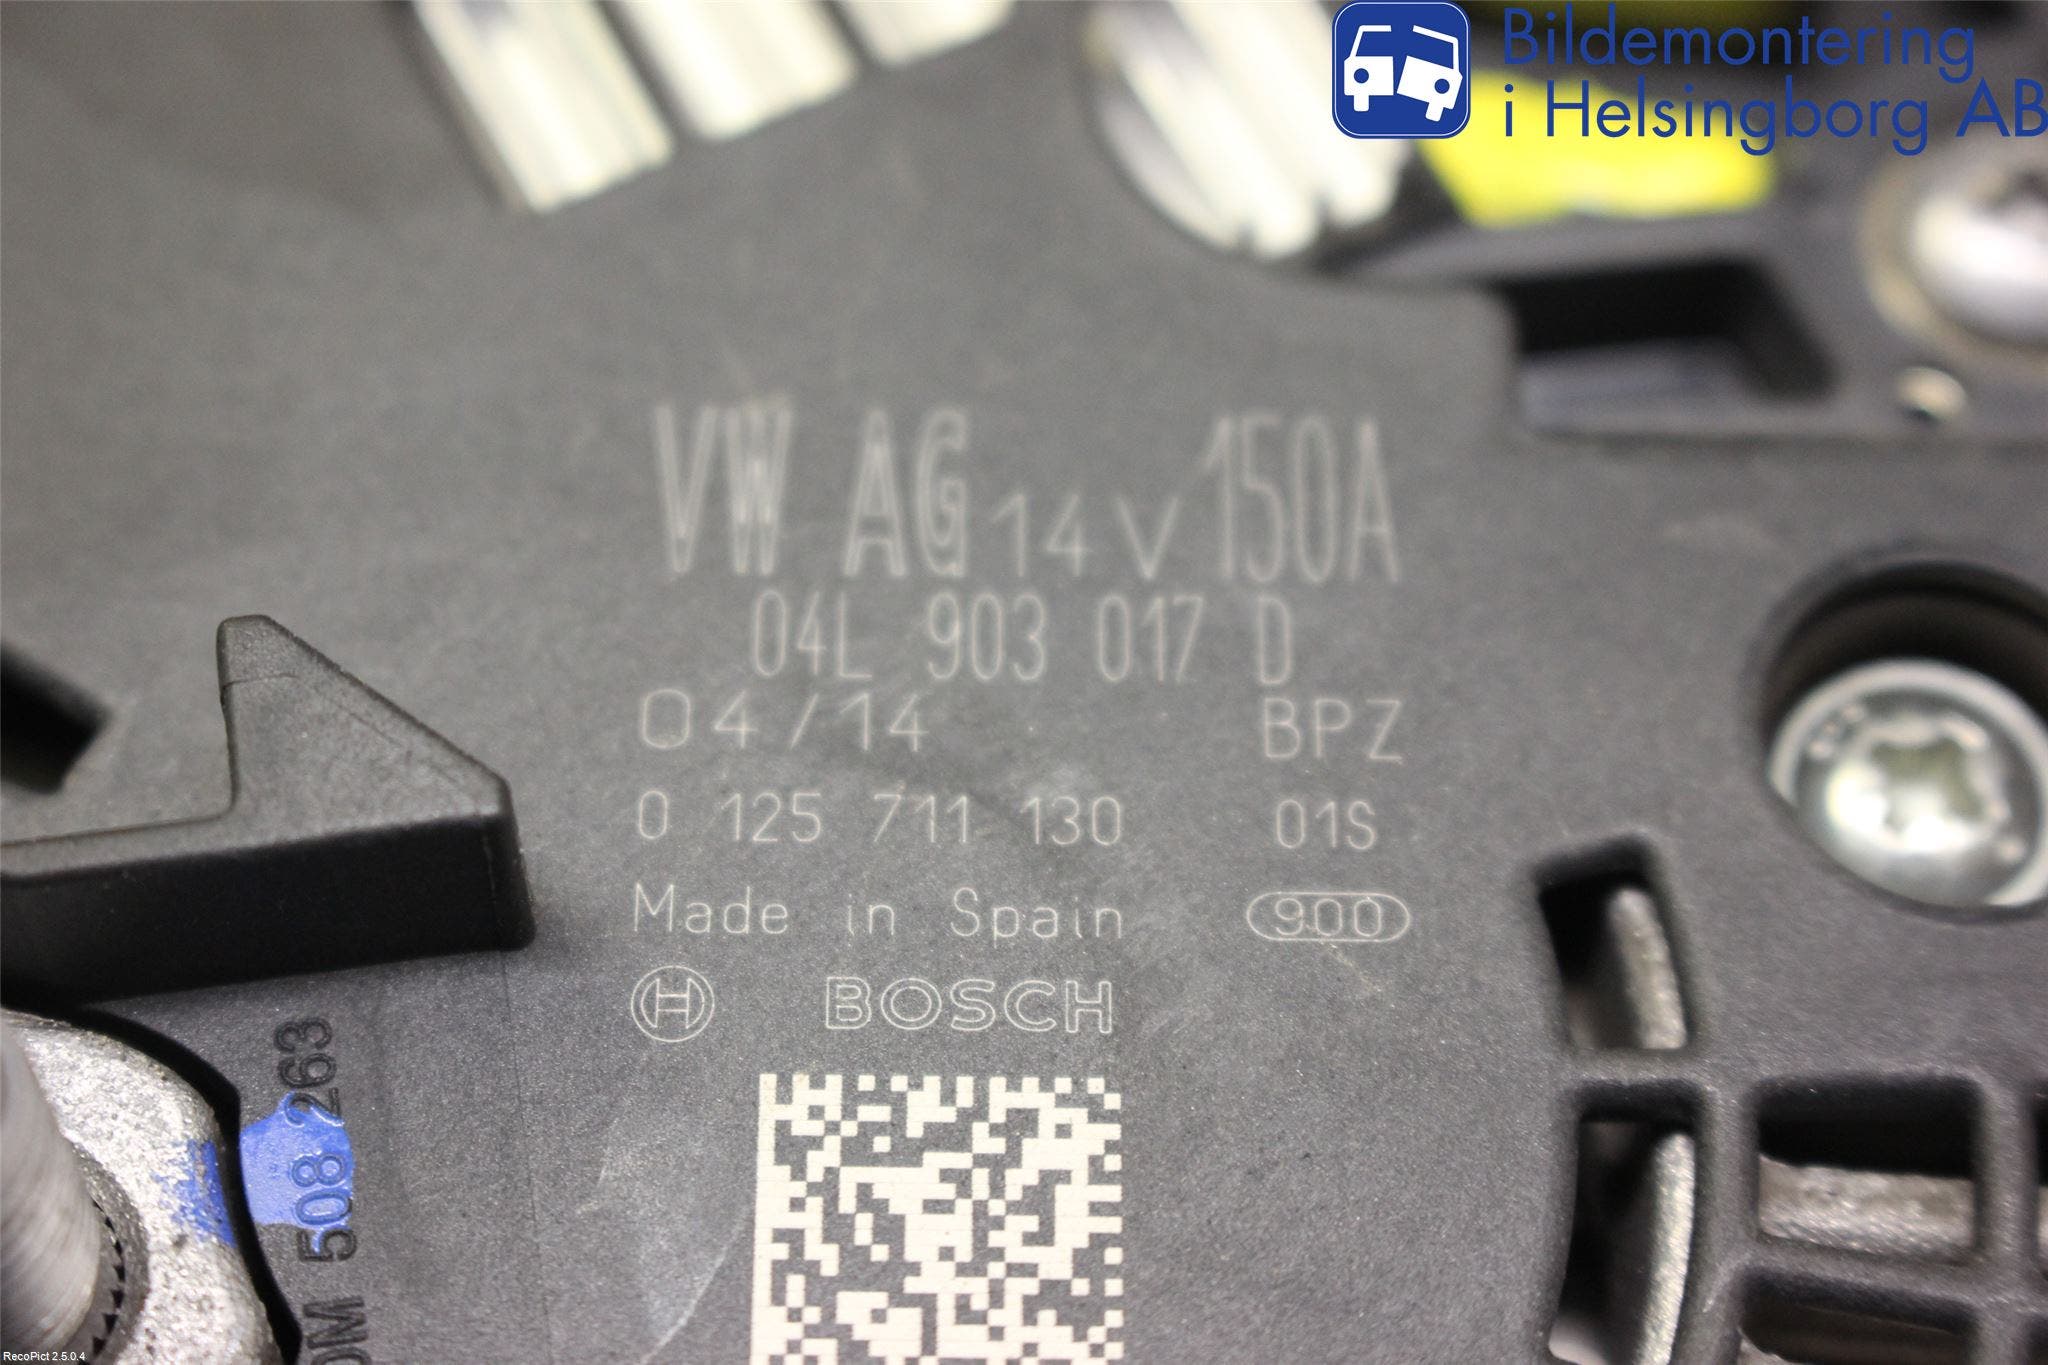 Bildemontering
i Helsingborg AB
VW AG 14V 150A
04L 903 017 D
04/14 BPZ
0 125 711 130 01S
Made in Spain 900
BOSCH
508 263
RecoPict 2.5.0.4